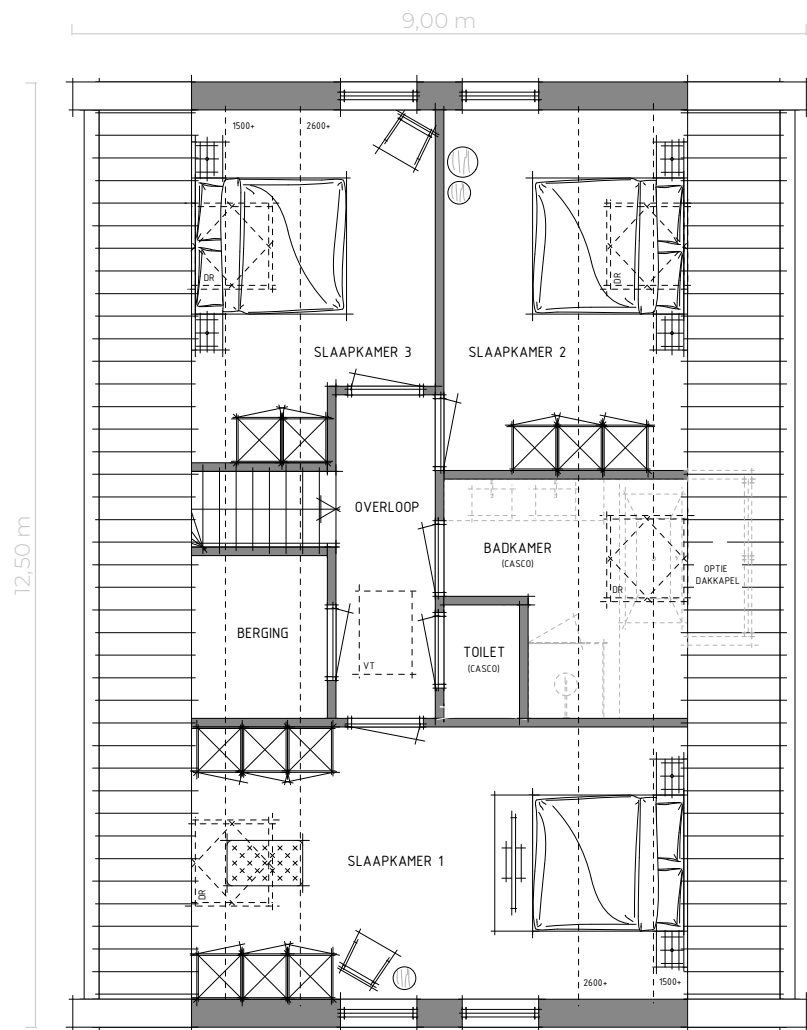 9,00 m
12,50 m
1500+ 2600+
DR
DR
SLAAPKAMER 3
SLAAPKAMER 2
OVERLOOP
BADKAMER
(CASCO)
DR
OPTIE
DAKKAPEL
BERGING
TOILET
(CASCO)
VT
SLAAPKAMER 1
DR
2600+ 1500+